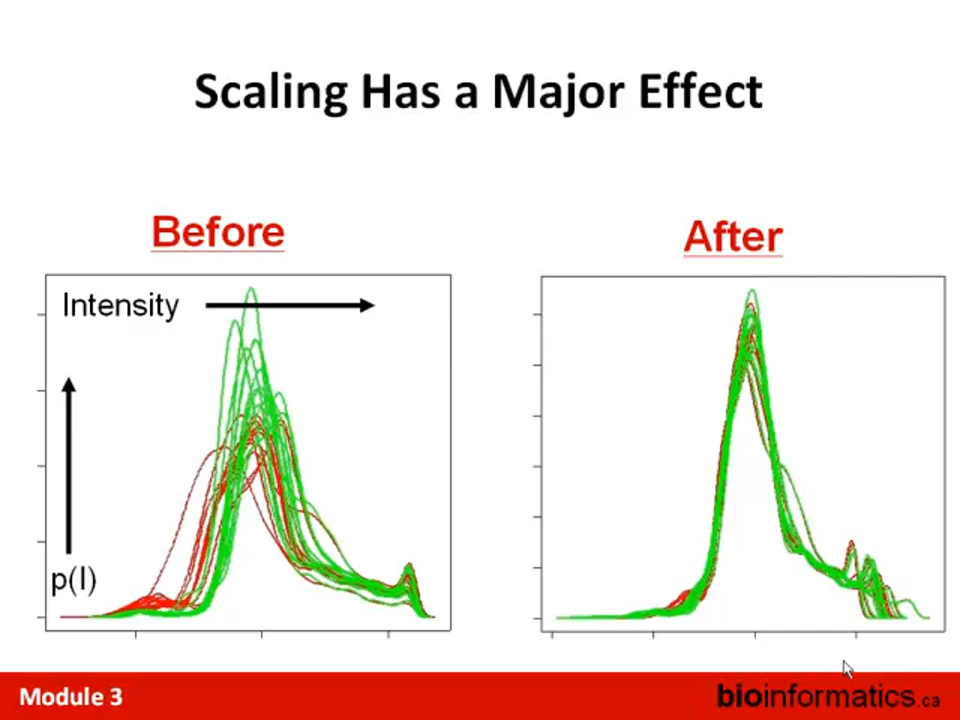 Scaling Has a Major Effect
Before
After
Intensity
p(I)
Module 3
bioinformatics.ca